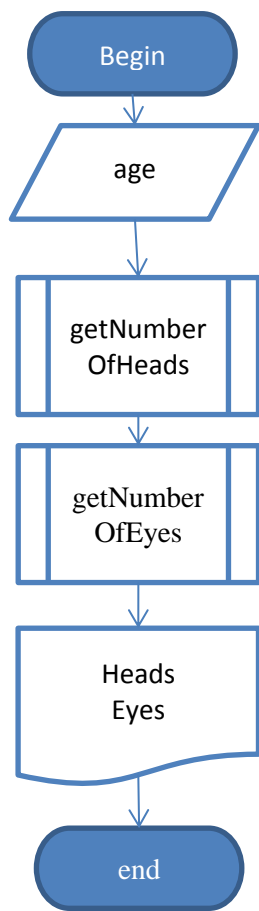 Begin
age
getNumber
OfHeads
getNumber
OfEyes
Heads
Eyes
end